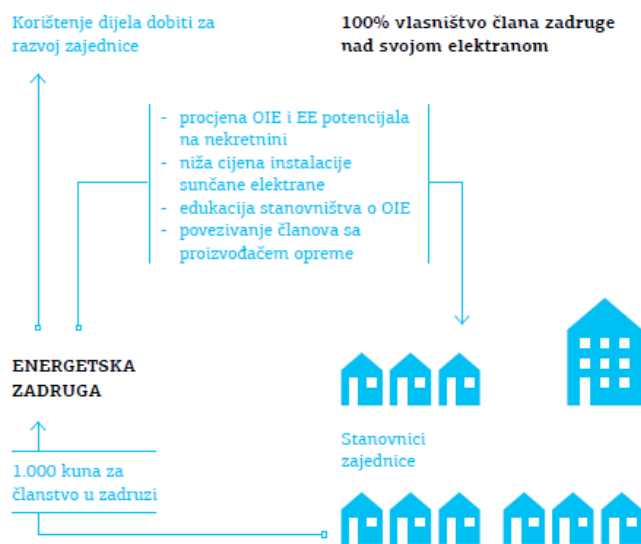 Korištenje dijela dobiti za
razvoj zajednice
100% vlasništvo člana zadruge
nad svojom elektranom
- procjena OIE i EE potencijala
na nekretnini
- niža cijena instalacije
sunčane elektrane
- edukacija stanovništva o OIE
- povezivanje članova sa
proizvođačem opreme
ENERGETSKA
ZADRUGA
Stanovnici
zajednice
1.000 kuna za
članstvo u zadruzi